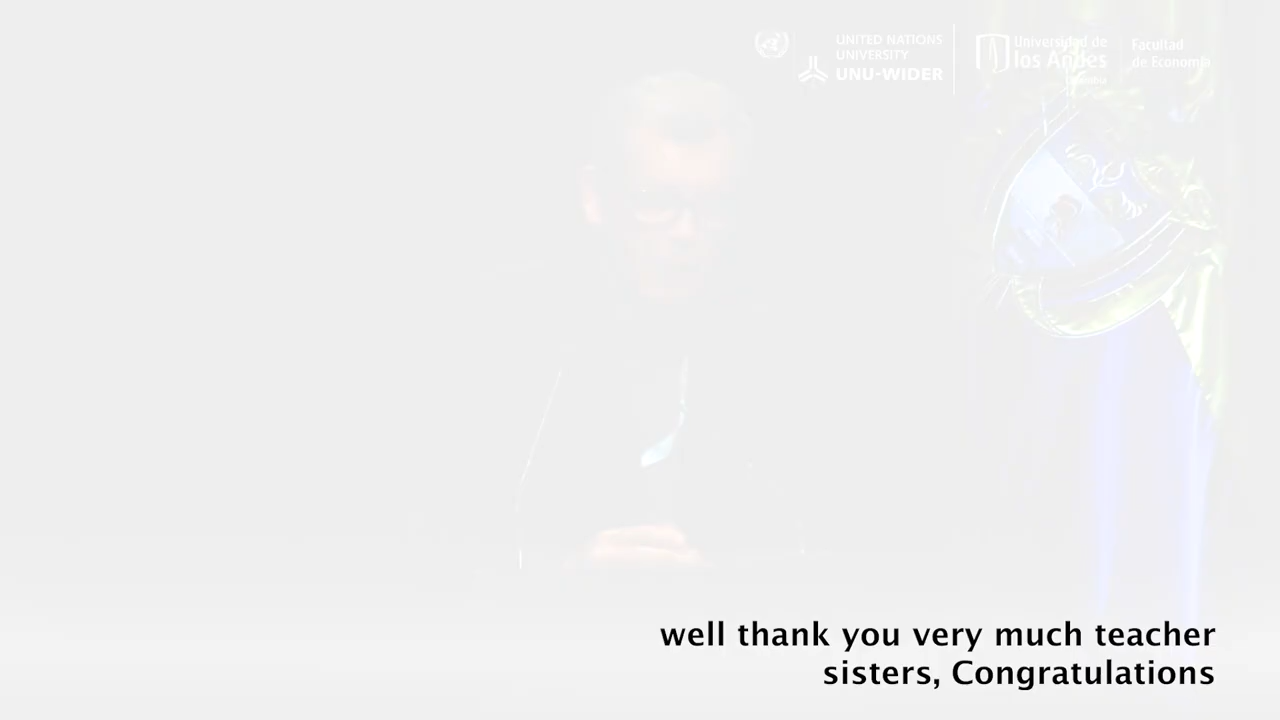 UNITED NATIONS
UNIVERSITY
UNU-WIDER
Universidad de
los Andes
Colombia
Facultad
de Economía
well thank you very much teacher
sisters, Congratulations